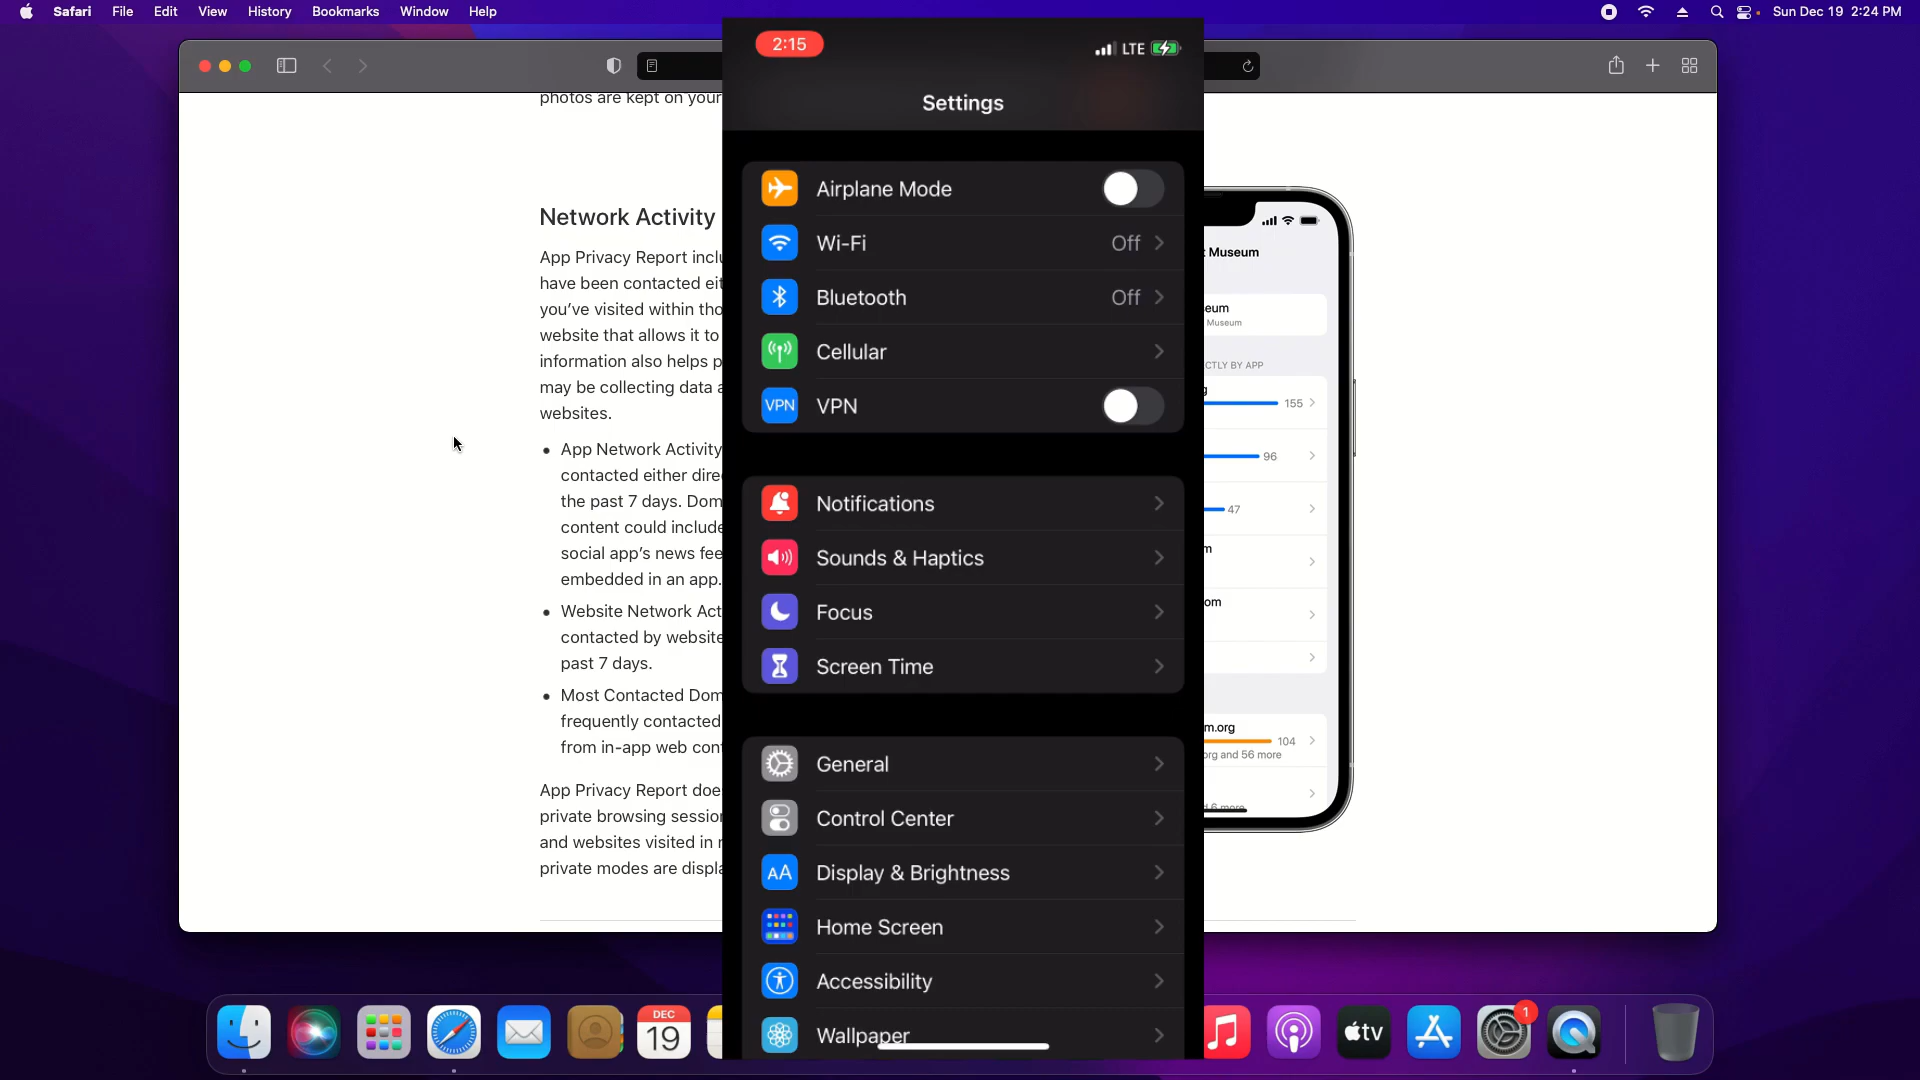 Safari File Edit View History Bookmarks Window Help
Sun Dec 19 2:24 PM
photos are kept on your
Network Activity
App Privacy Report inclu
have been contacted eit
you've visited within tho
website that allows it to
information also helps p
may be collecting data a
websites.
App Network Activity
contacted either dire
the past 7 days. Dom
content could include
social app's news fee
embedded in an app.
Website Network Act
contacted by website
past 7 days.
Most Contacted Dom
frequently contacted
from in-app web con
App Privacy Report doe
private browsing session
and websites visited in
private modes are displa
2:15
LTE
Settings
Airplane Mode
Wi-Fi Off
Bluetooth Off
Cellular
VPN VPN
Notifications
Sounds & Haptics
Focus
Screen Time
General
Control Center
AA Display & Brightness
Home Screen
Accessibility
Wallpaper
Museum
eum
Museum
CTLY BY APP
155
96
47
m
om
m.org
104
org and 56 more
6 more
DEC
19
tv
1